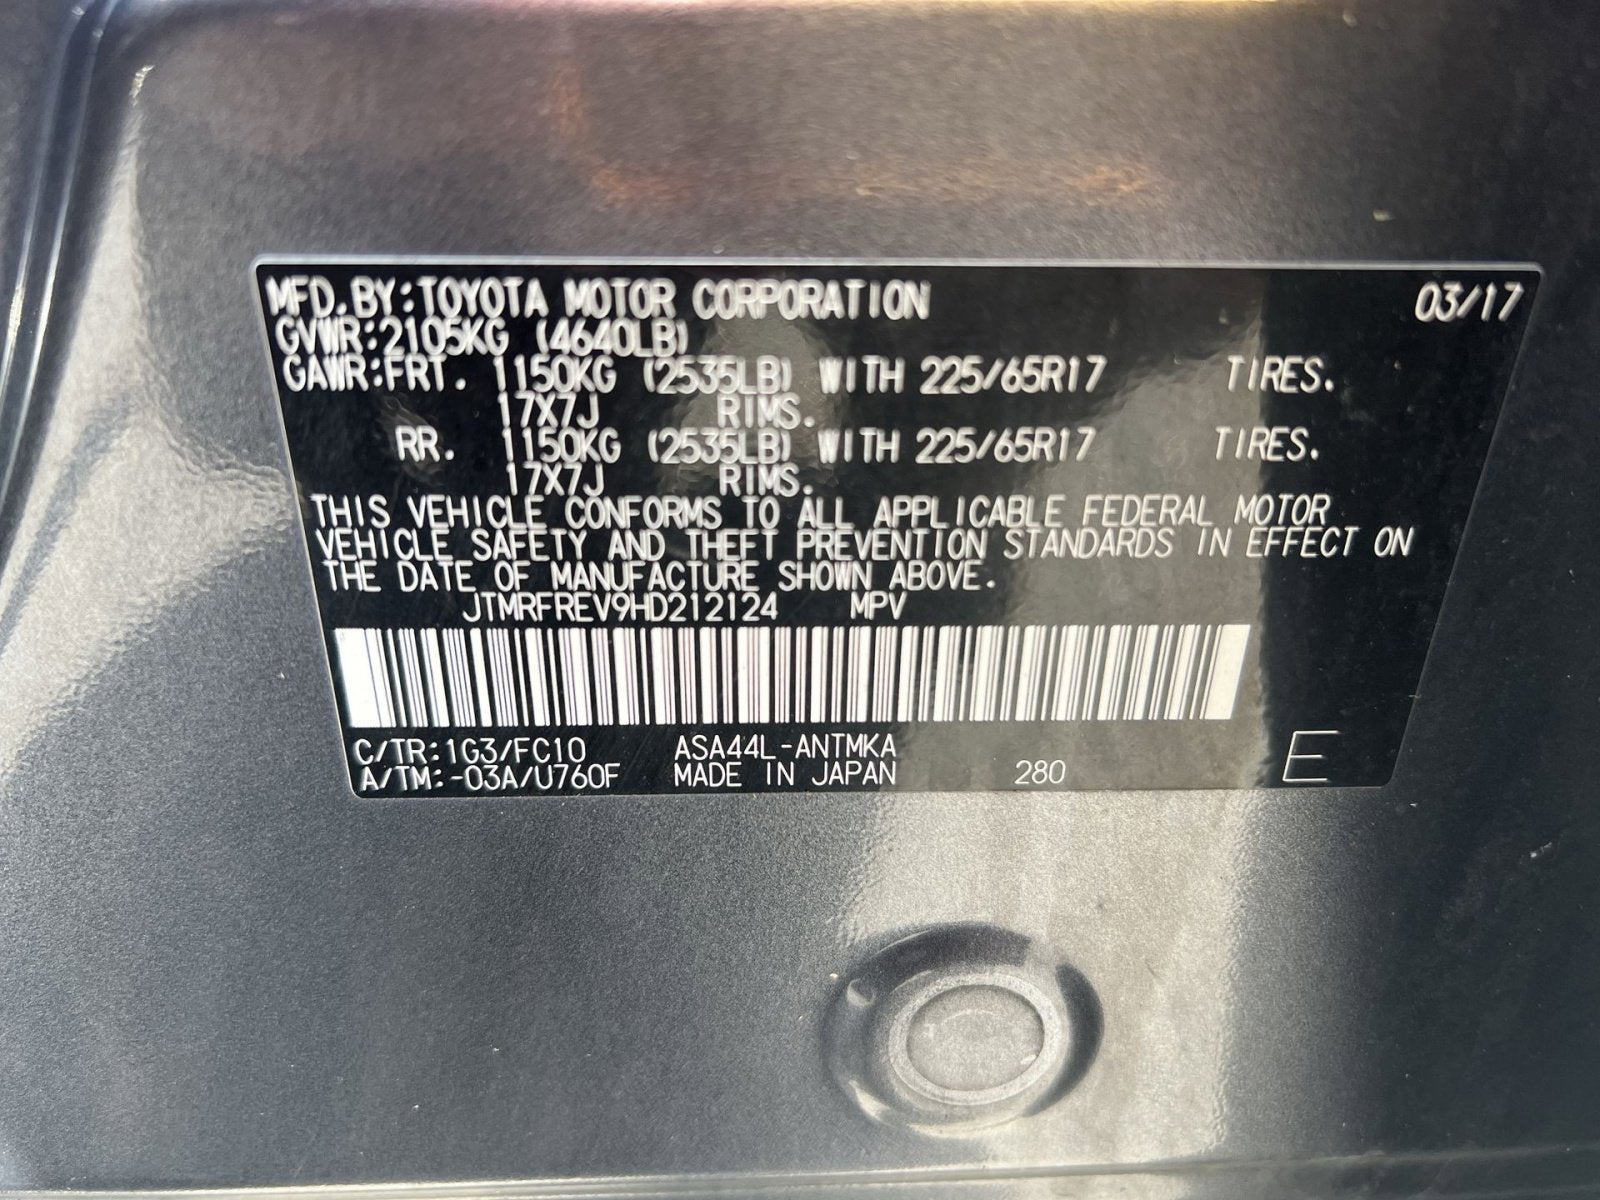 MFD.BY:TOYOTA MOTOR CORPORATION 03/17
GVWR:2105KG (4640LB)
GAWR:FRT. 1150KG (2535LB) WITH 225/65R17 TIRES.
17X7J RIMS.
RR. 1150KG (2535LB) WITH 225/65R17 TIRES.
17X7J RIMS.
THIS VEHICLE CONFORMS TO ALL APPLICABLE FEDERAL MOTOR
VEHICLE SAFETY AND THEFT PREVENTION STANDARDS IN EFFECT ON
THE DATE OF MANUFACTURE SHOWN ABOVE.
JTMRFREV9HD212124 MPV
C/TR:1G3/FC10 ASA44L-ANTMKA
A/TM:-03A/U760F MADE IN JAPAN 280 E